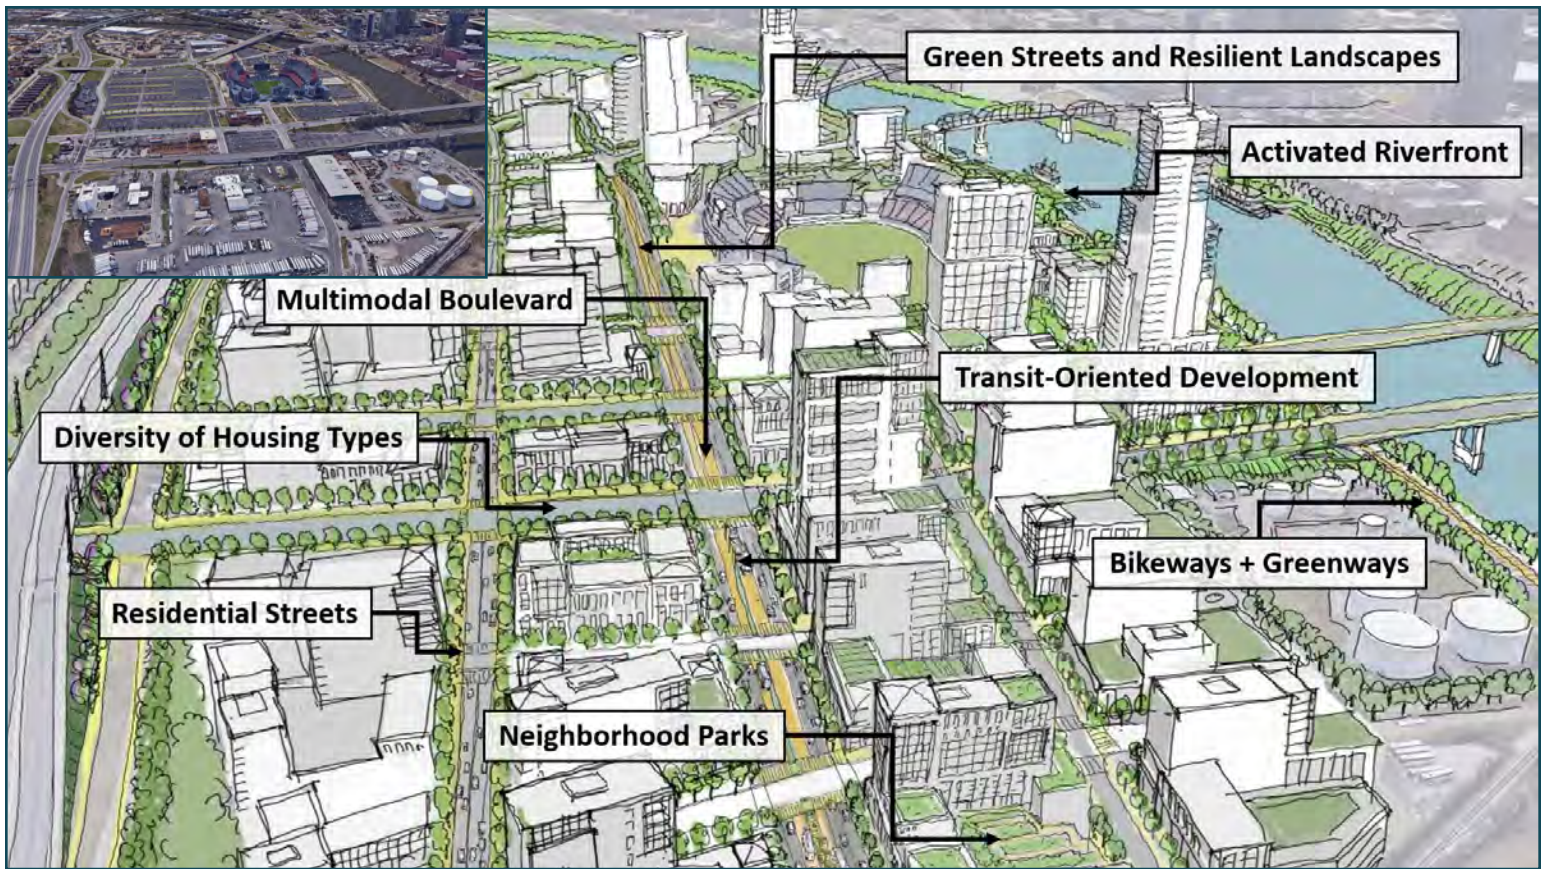 Green Streets and Resilient Landscapes
Activated Riverfront
Multimodal Boulevard
Transit-Oriented Development
Diversity of Housing Types
Bikeways + Greenways
Residential Streets
Neighborhood Parks